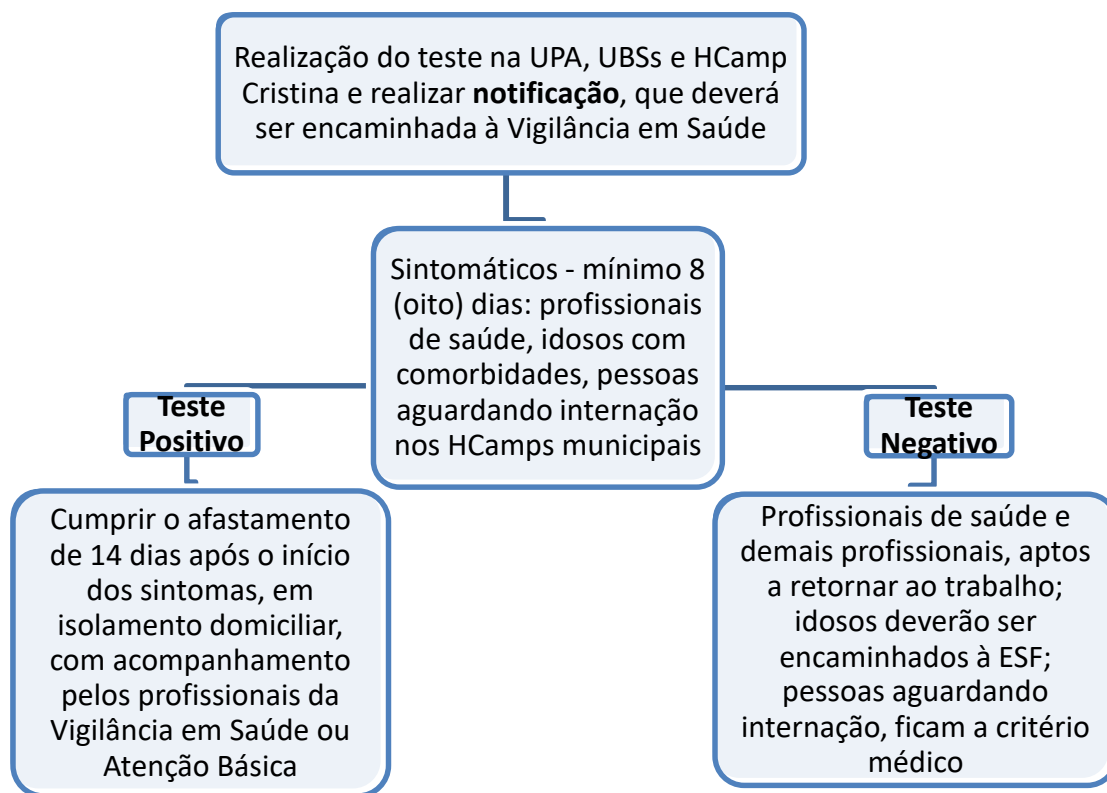 Realização do teste na UPA, UBSs e HCamp
Cristina e realizar notificação, que deverá
ser encaminhada à Vigilância em Saúde
Sintomáticos - mínimo 8
(oito) dias: profissionais
de saúde, idosos com
comorbidades, pessoas
aguardando internação
nos HCamps municipais
Teste
Positivo
Cumprir o afastamento
de 14 dias após o início
dos sintomas, em
isolamento domiciliar,
com acompanhamento
pelos profissionais da
Vigilância em Saúde ou
Atenção Básica
Teste
Negativo
Profissionais de saúde e
demais profissionais, aptos
a retornar ao trabalho;
idosos deverão ser
encaminhados à ESF;
pessoas aguardando
internação, ficam a critério
médico